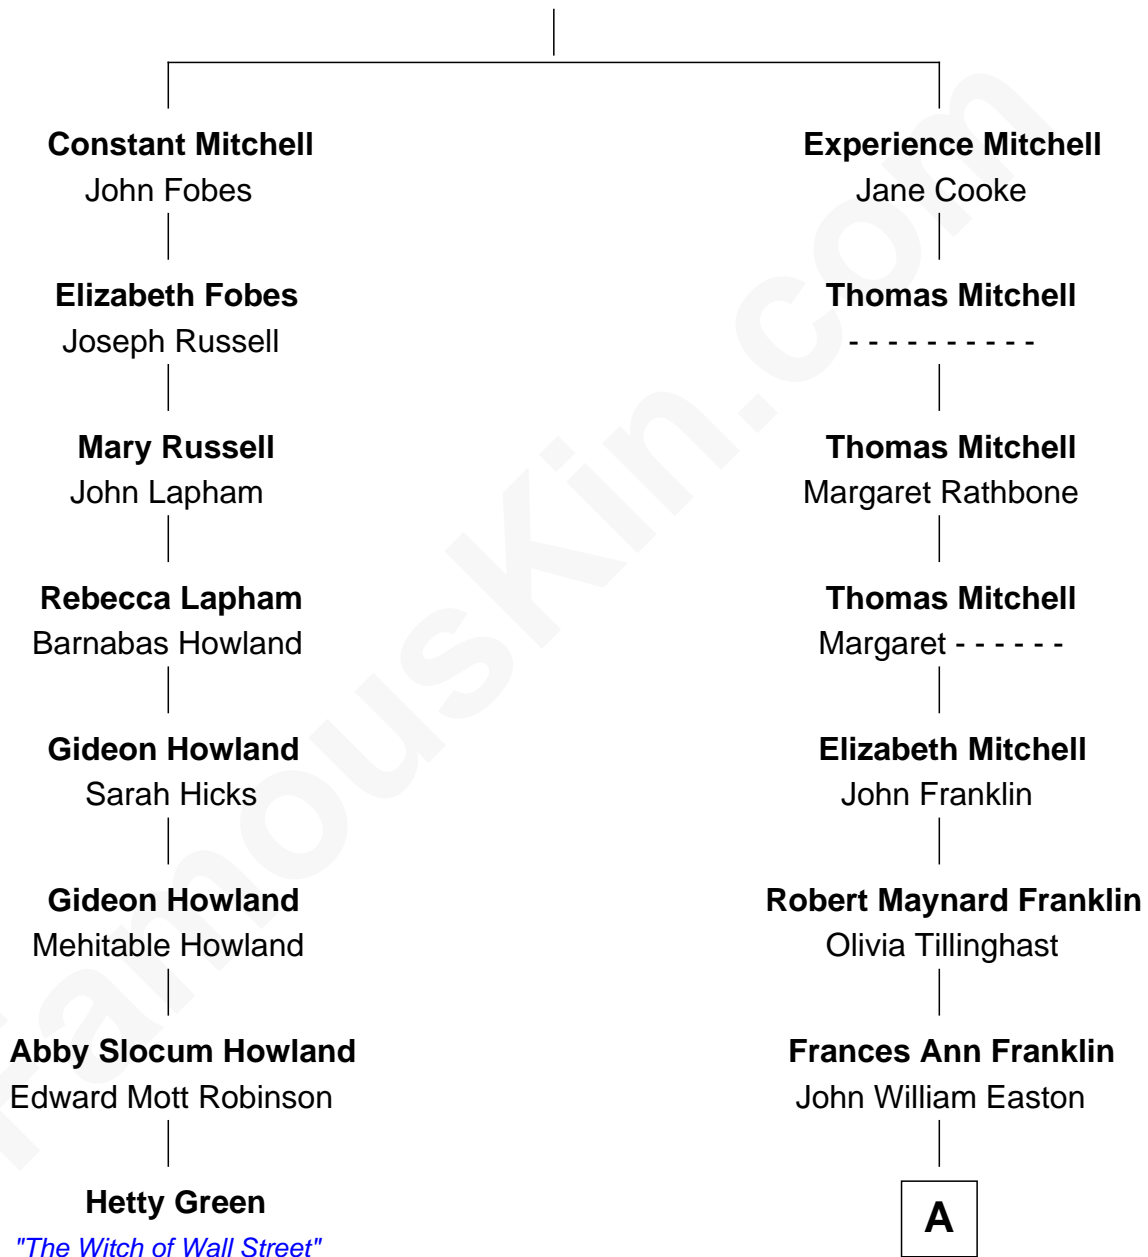 Constant Mitchell
John Fobes
Experience Mitchell
Jane Cooke
Elizabeth Fobes
Joseph Russell
Thomas Mitchell
- - - - - - - - - -
Mary Russell
John Lapham
Thomas Mitchell
Margaret Rathbone
Rebecca Lapham
Barnabas Howland
Thomas Mitchell
Margaret - - - - - -
Gideon Howland
Sarah Hicks
Elizabeth Mitchell
John Franklin
Gideon Howland
Mehitable Howland
Robert Maynard Franklin
Olivia Tillinghast
Abby Slocum Howland
Edward Mott Robinson
Frances Ann Franklin
John William Easton
Hetty Green
"The Witch of Wall Street"
A
FamousKin.com